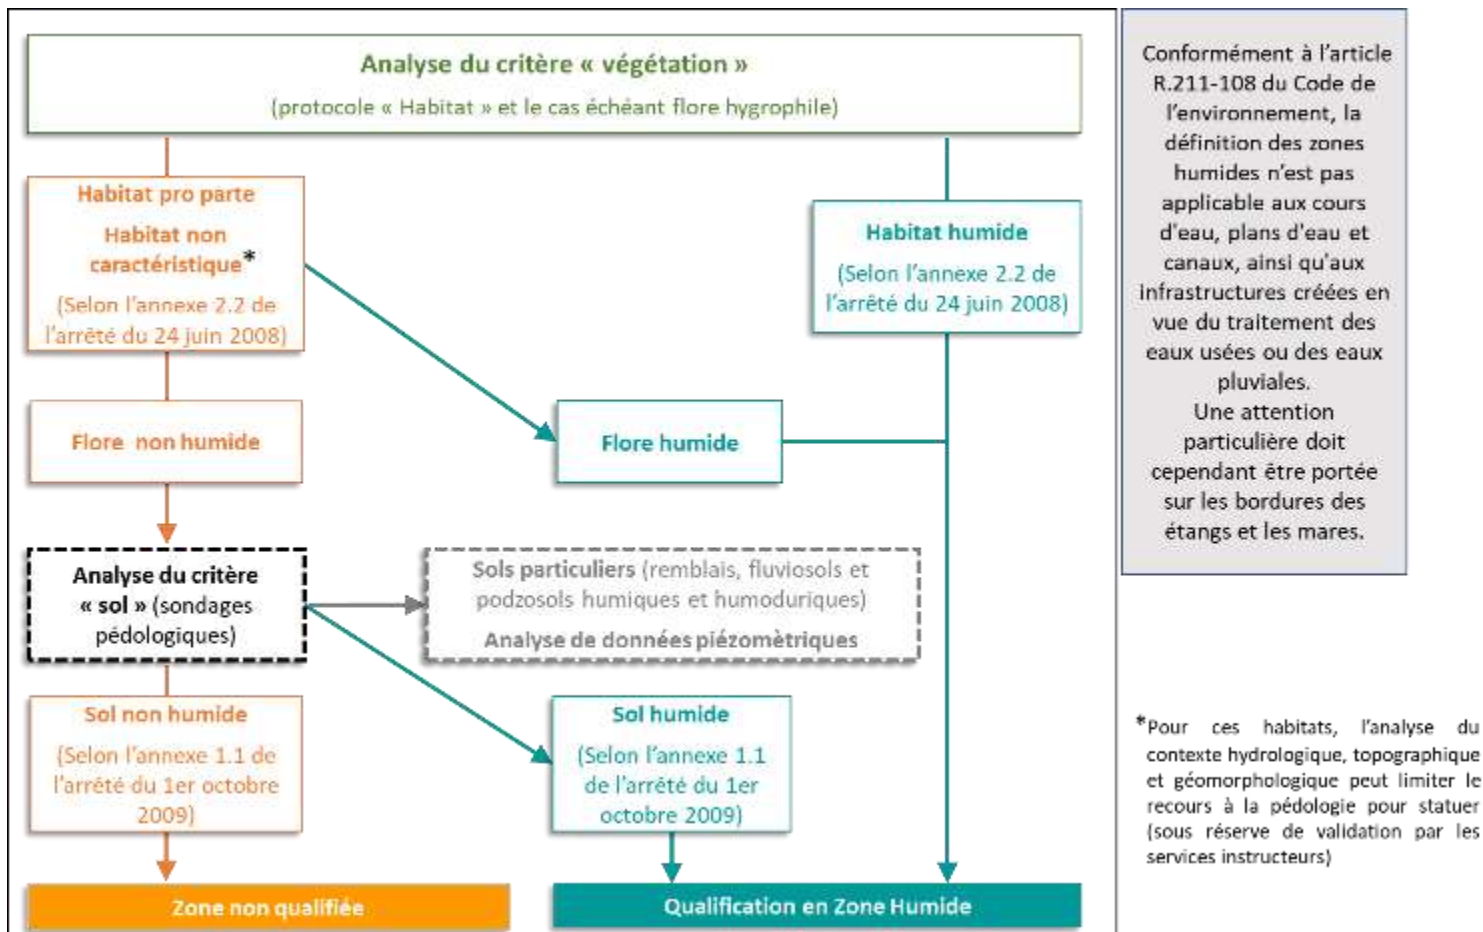 Analyse du critère « végétation »
(protocole « Habitat » et le cas échéant flore hygrophile)
Habitat pro parte
Habitat non
caractéristique*
(Selon l'annexe 2.2 de
l'arrêté du 24 juin 2008)
Habitat humide
(Selon l'annexe 2.2 de
l'arrêté du 24 juin 2008)
Flore non humide
Flore humide
Analyse du critère
« sol » (sondages
pédologiques)
Sols particuliers (remblais, fluviosols et
podzosols humiques et humoduriques)
Analyse de données piézomètriques
Sol non humide
(Selon l'annexe 1.1 de
l'arrêté du 1er octobre
2009)
Sol humide
(Selon l'annexe 1.1
de l'arrêté du 1er
octobre 2009)
Zone non qualifiée
Qualification en Zone Humide
Conformément à l'article
R.211-108 du Code de
l'environnement, la
définition des zones
humides n'est pas
applicable aux cours
d'eau, plans d'eau et
canaux, ainsi qu'aux
infrastructures créées en
vue du traitement des
eaux usées ou des eaux
pluviales.
Une attention
particulière doit
cependant être portée
sur les bordures des
étangs et les mares.
*Pour ces habitats, l'analyse du
contexte hydrologique, topographique
et géomorphologique peut limiter le
recours à la pédologie pour statuer
(sous réserve de validation par les
services instructeurs)